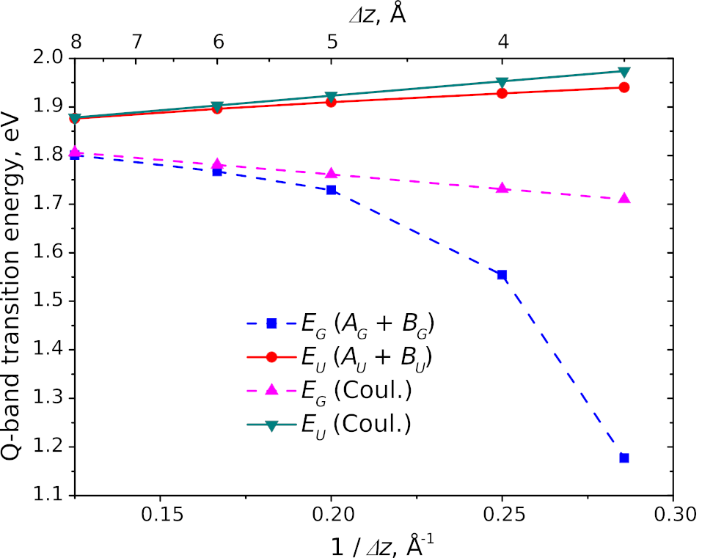 Δz, Å
8 7 6 5 4
2.0
1.9
1.8
1.7
1.6
1.5
1.4
1.3
1.2
1.1
Q-band transition energy, eV
E_G (A_G + B_G)
E_U (A_U + B_U)
E_G (Coul.)
E_U (Coul.)
0.15 0.20 0.25 0.30
1 / Δz, Å⁻¹